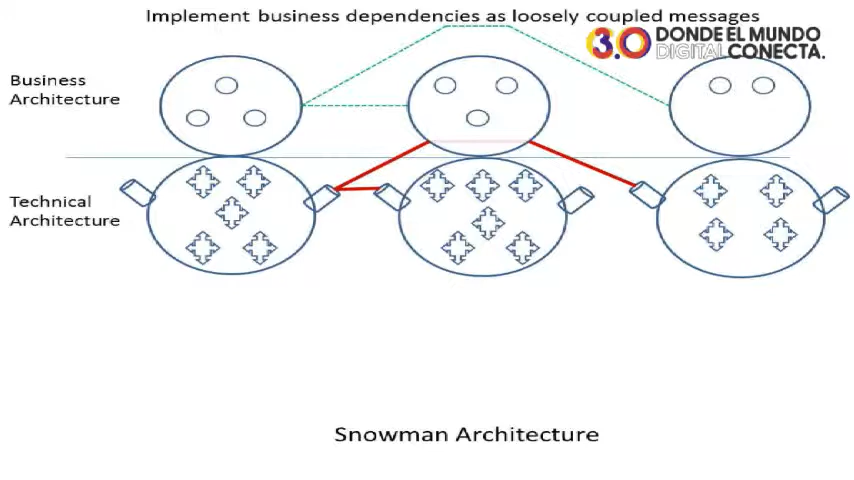 Implement business dependencies as loosely coupled messages
3.0 DONDE EL MUNDO
DIGITAL CONECTA.
Business
Architecture
Technical
Architecture
Snowman Architecture